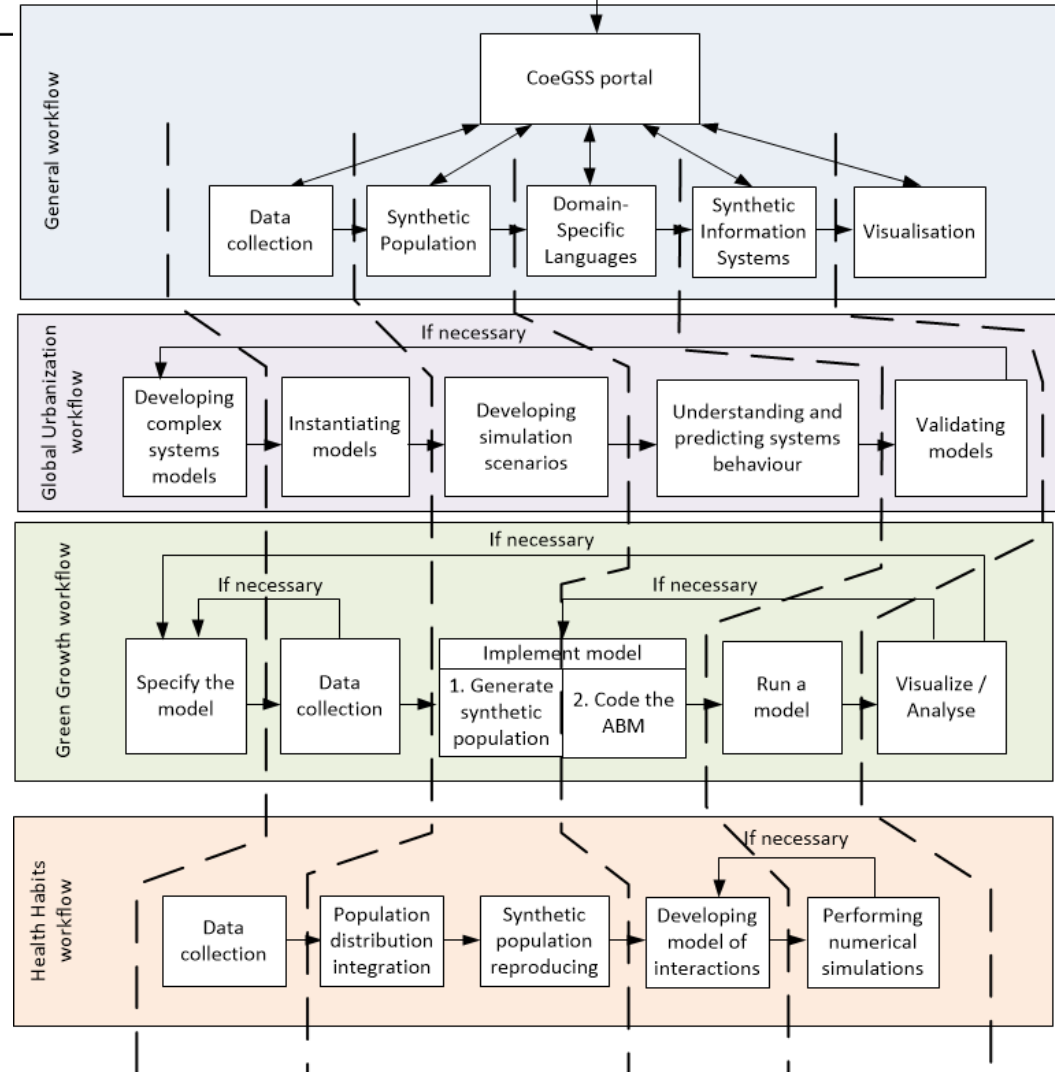 General workflow
CoeGSS portal
Data
collection
Synthetic
Population
Domain-
Specific
Languages
Synthetic
Information
Systems
Visualisation
Global Urbanization
workflow
If necessary
Developing
complex
systems
models
Instantiating
models
Developing
simulation
scenarios
Understanding and
predicting systems
behaviour
Validating
models
Green Growth workflow
If necessary
If necessary
If necessary
Specify the
model
Data
collection
Implement model
1. Generate
synthetic
population
2. Code the
ABM
Run a
model
Visualize /
Analyse
Health Habits
workflow
If necessary
Data
collection
Population
distribution
integration
Synthetic
population
reproducing
Developing
model of
interactions
Performing
numerical
simulations